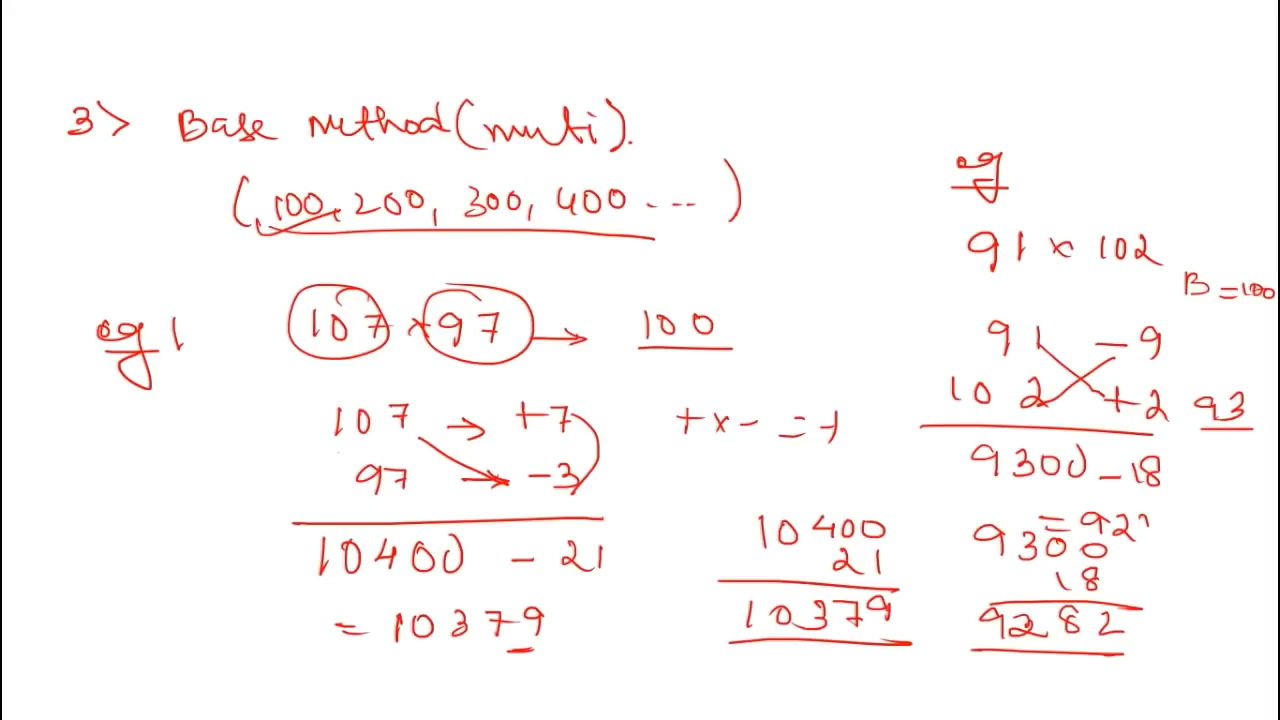 3> Base Method (multi).
(100, 200, 300, 400 ....)
eg 1 107 × 97 → 100
107 → +7
97 → -3
+ x - = -
10400 - 21
= 10379
10400
21
10379
eg
91 × 102
B = 100
91 - 9
102 + 2 93
9300 - 18
= 92
9300
18
9282